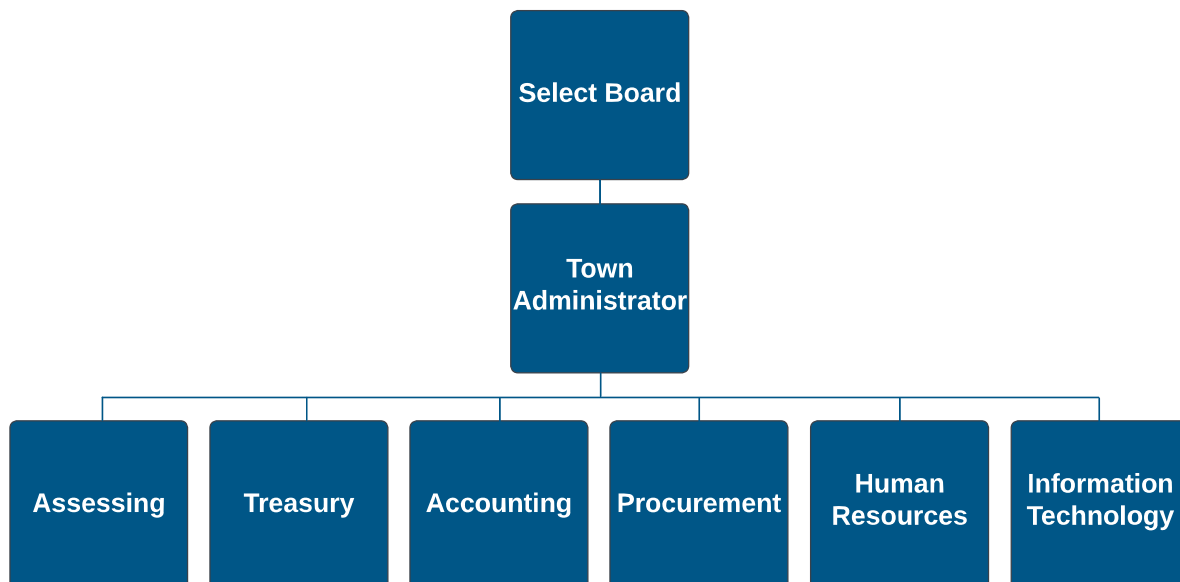 Select Board
Town
Administrator
Assessing
Treasury
Accounting
Procurement
Human
Resources
Information
Technology